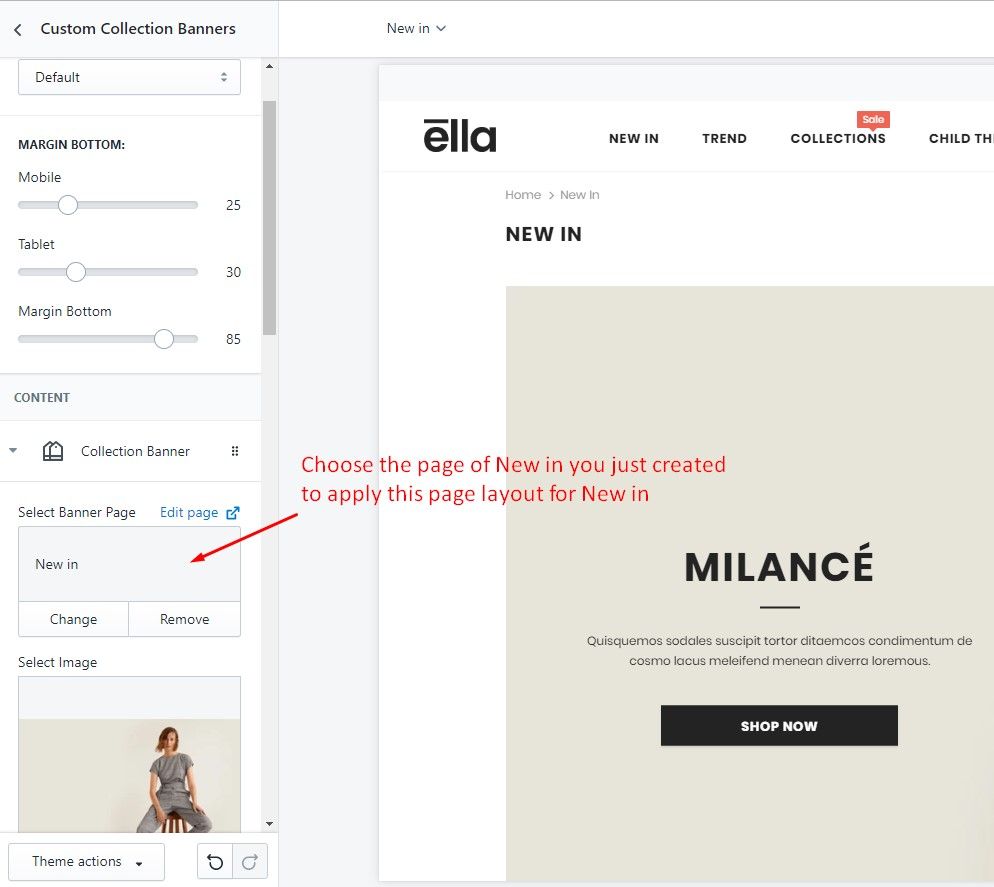 Custom Collection Banners
New in
Default
MARGIN BOTTOM:
Mobile
25
Tablet
30
Margin Bottom
85
CONTENT
Collection Banner
Select Banner Page Edit page
New in
Change Remove
Select Image
Theme actions
ēlla
Sale
NEW IN TREND COLLECTIONS CHILD TH
Home > New In
NEW IN
Choose the page of New in you just created
to apply this page layout for New in
MILANCÉ
Quisquemos sodales suscipit tortor ditaemcos condimentum de
cosmo lacus meleifend menean diverra loremous.
SHOP NOW